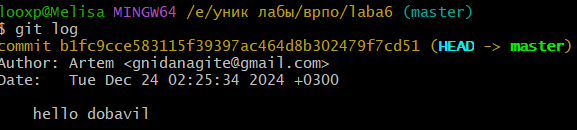 looxp@Melisa MINGW64 /e/уник лабы/врпо/laba6 (master)
$ git log
commit b1fc9cce583115f39397ac464d8b302479f7cd51 (HEAD -> master)
Author: Artem <gnidanagite@gmail.com>
Date:   Tue Dec 24 02:25:34 2024 +0300

    hello dobavil